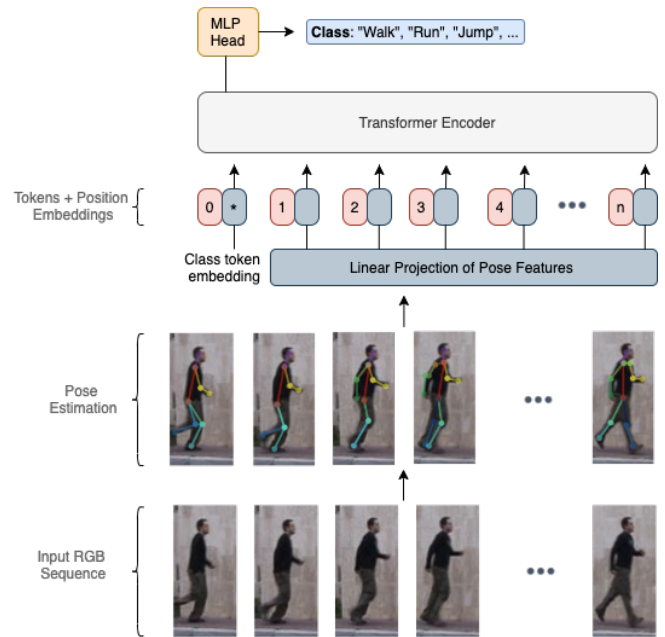 MLP
Head
Class: "Walk", "Run", "Jump", ...
Transformer Encoder
Tokens + Position
Embeddings
0 * 1 2 3 4 ••• n
Class token
embedding
Linear Projection of Pose Features
Pose
Estimation
•••
Input RGB
Sequence
•••